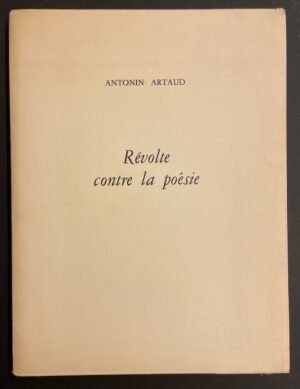 ANTONIN ARTAUD
Révolte
contre la poésie